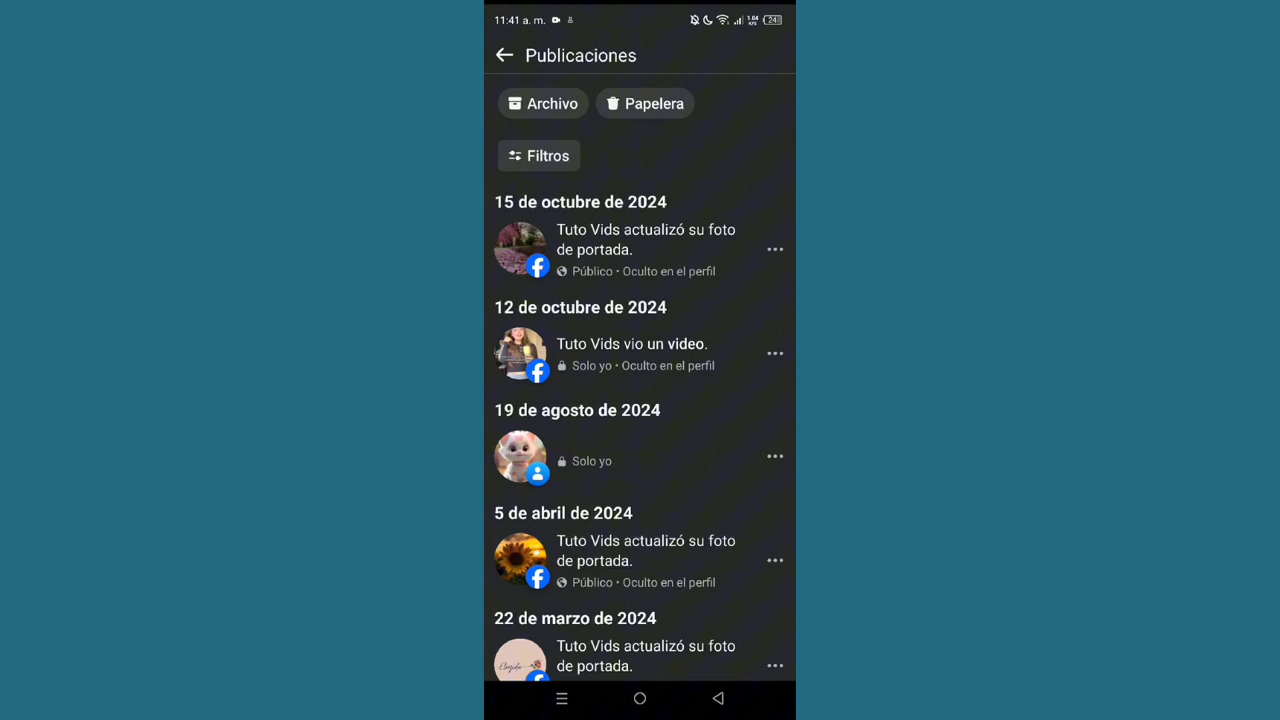 11:41 a. m.
1.04
K/S
24
Publicaciones
Archivo
Papelera
Filtros
15 de octubre de 2024
Tuto Vids actualizó su foto
de portada.
Público • Oculto en el perfil
12 de octubre de 2024
Tuto Vids vio un video.
Solo yo • Oculto en el perfil
19 de agosto de 2024
Solo yo
5 de abril de 2024
Tuto Vids actualizó su foto
de portada.
Público • Oculto en el perfil
22 de marzo de 2024
Tuto Vids actualizó su foto
de portada.